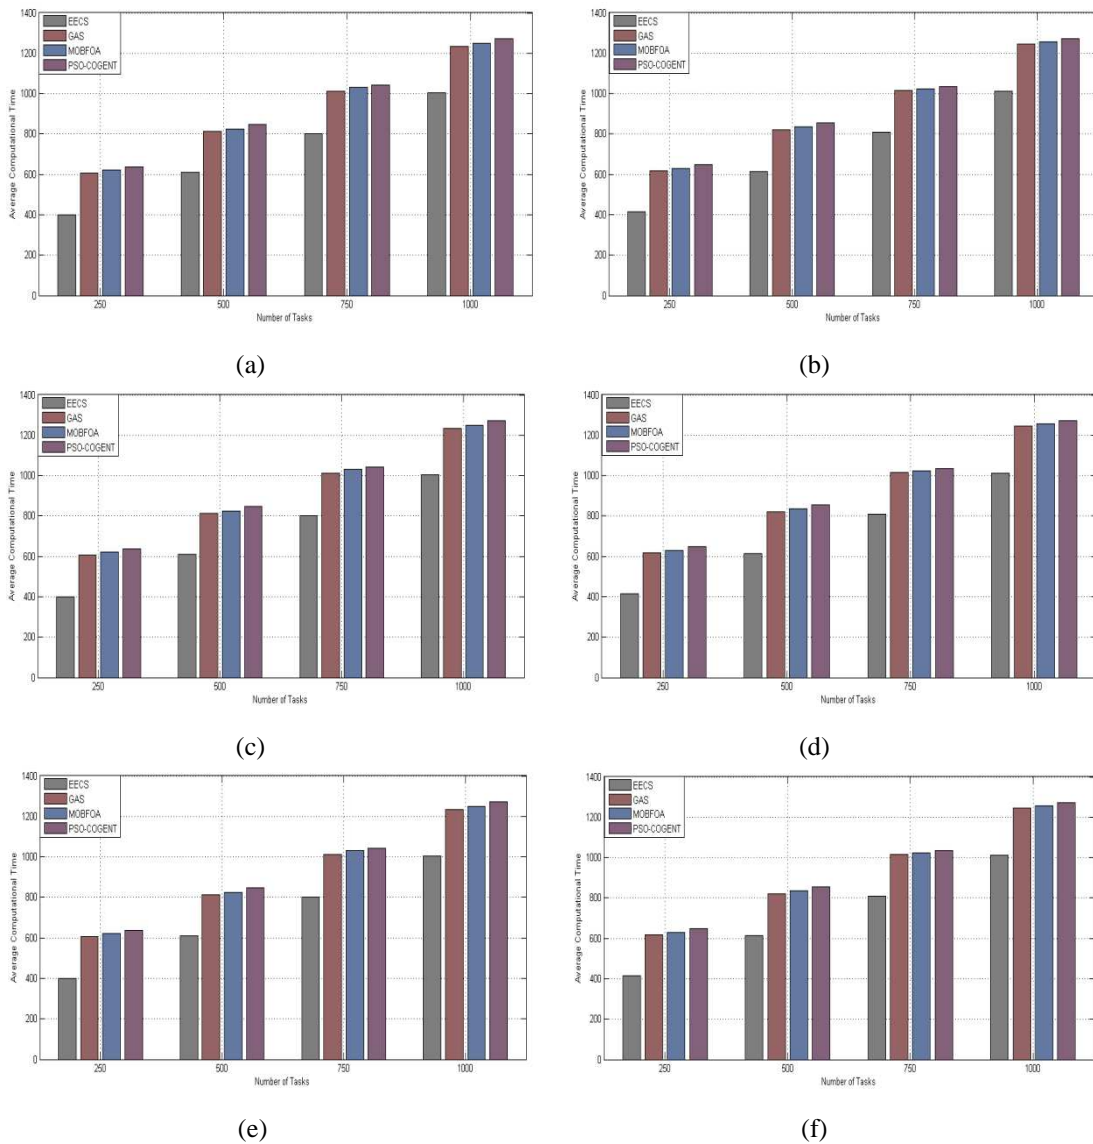 1400
1200
1000
800
600
400
200
0
Average Computational Time
EECS
GAS
MOBFOA
PSO-COGENT
250 500 750 1000
Number of Tasks
(a)
1400
1200
1000
800
600
400
200
0
Average Computational Time
EECS
GAS
MOBFOA
PSO-COGENT
250 500 750 1000
Number of Tasks
(b)
1400
1200
1000
800
600
400
200
0
Average Computational Time
EECS
GAS
MOBFOA
PSO-COGENT
250 500 750 1000
Number of Tasks
(c)
1400
1200
1000
800
600
400
200
0
Average Computational Time
EECS
GAS
MOBFOA
PSO-COGENT
250 500 750 1000
Number of Tasks
(d)
1400
1200
1000
800
600
400
200
0
Average Computational Time
EECS
GAS
MOBFOA
PSO-COGENT
250 500 750 1000
Number of Tasks
(e)
1400
1200
1000
800
600
400
200
0
Average Computational Time
EECS
GAS
MOBFOA
PSO-COGENT
250 500 750 1000
Number of Tasks
(f)